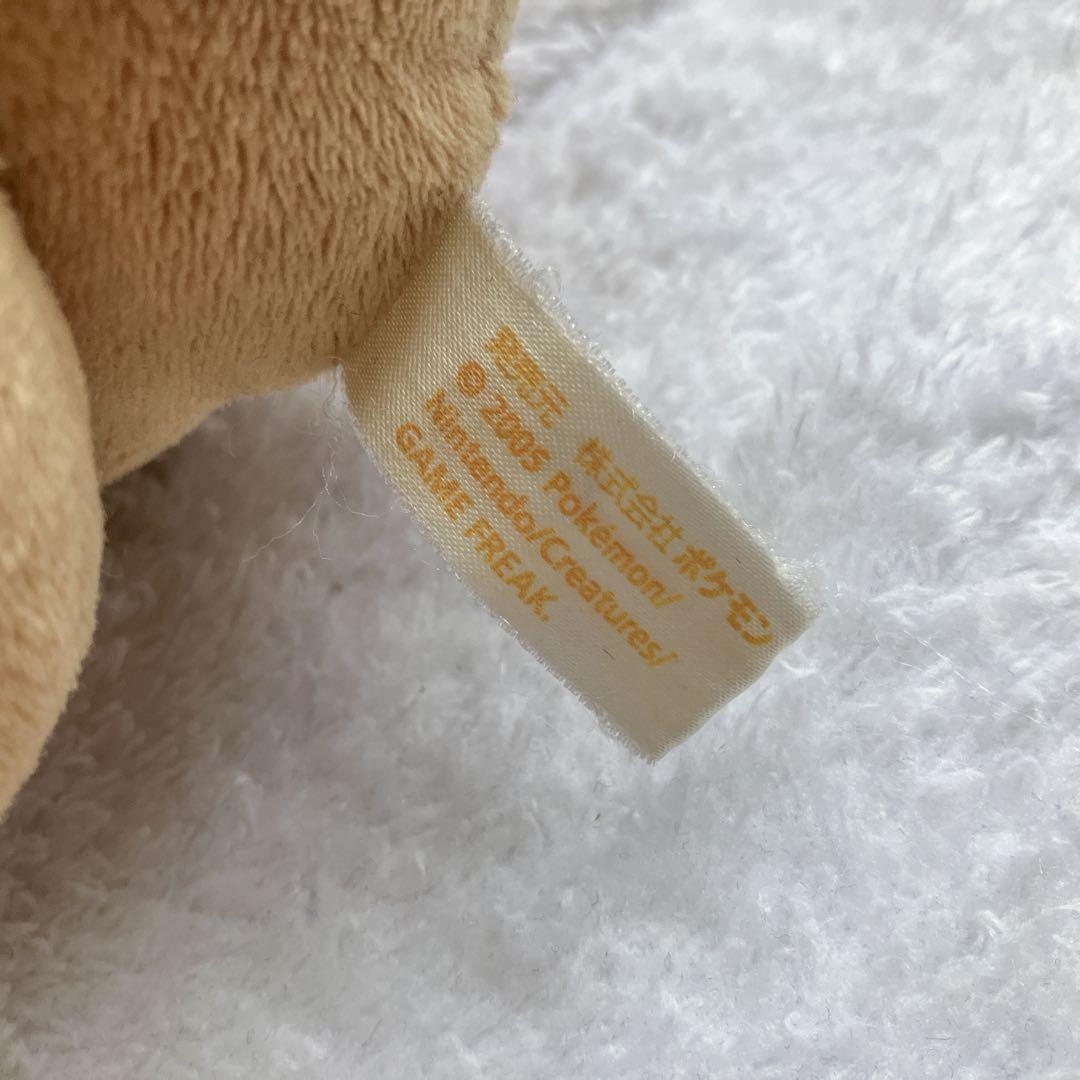 発売元 株式会社ポケモン
© 2005 Pokémon/
Nintendo/Creatures/
GAME FREAK.